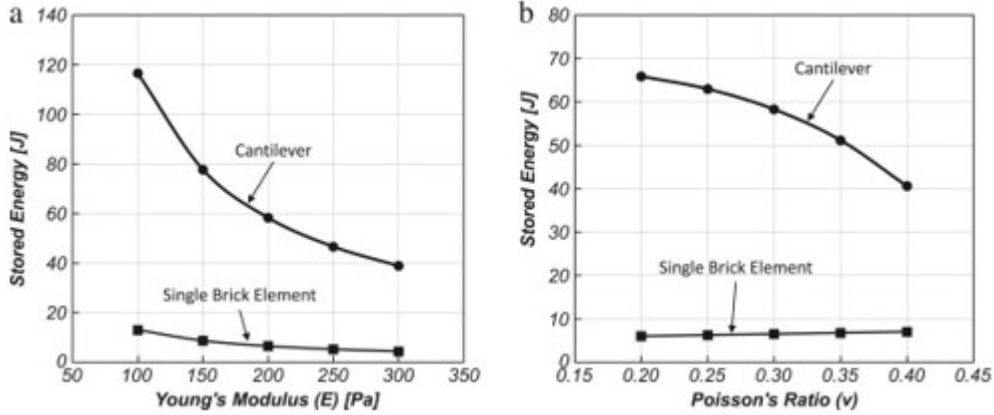 a
140
120
100
80
60
40
20
0
Stored Energy [J]
Cantilever
Single Brick Element
50 100 150 200 250 300 350
Young's Modulus (E) [Pa]
b
80
70
60
50
40
30
20
10
0
Stored Energy [J]
Cantilever
Single Brick Element
0.15 0.20 0.25 0.30 0.35 0.40 0.45
Poisson's Ratio (v)